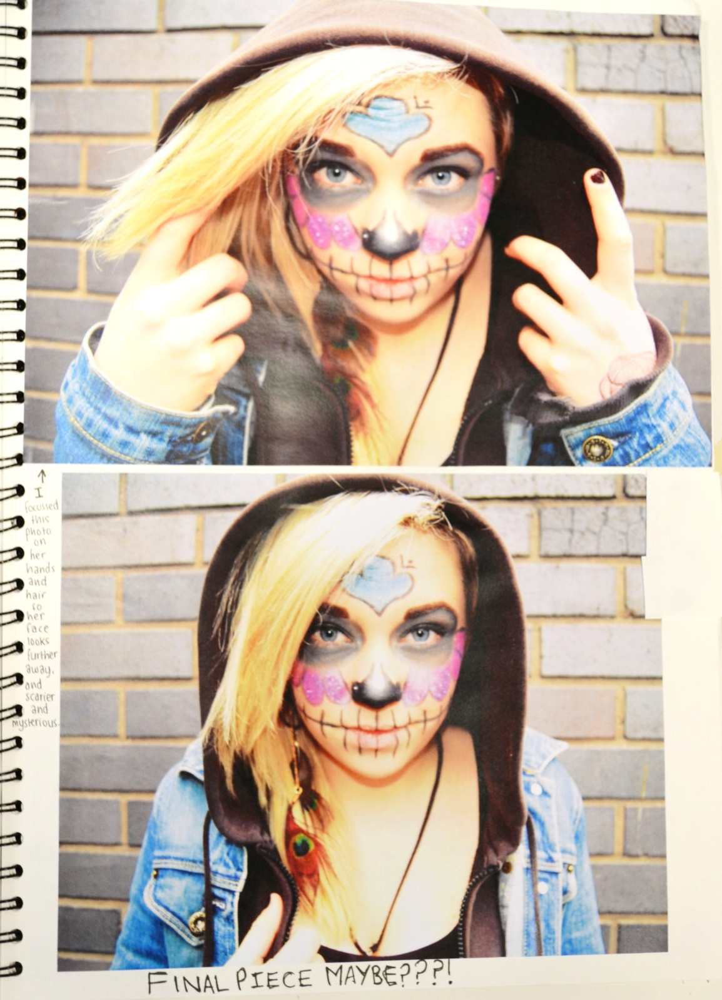 I
focussed
this
photo
on
her
hands
and
hair
so
her
face
looks
further
away,
and
scarier
and
mysterious.
FINAL PIECE MAYBE???!